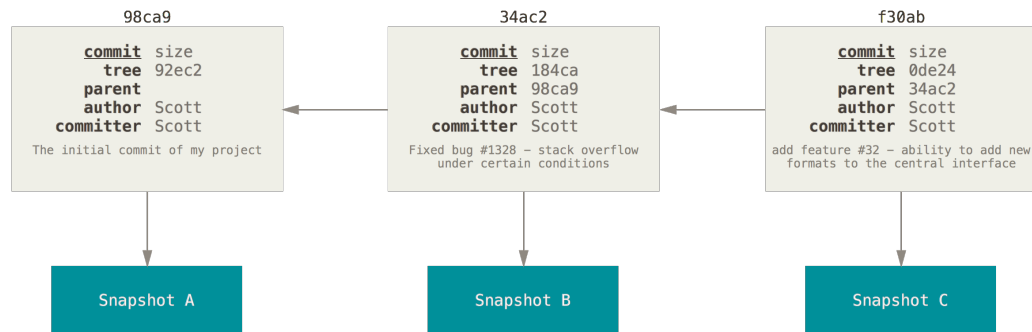 98ca9
commit size
tree 92ec2
parent
author Scott
committer Scott
The initial commit of my project
34ac2
commit size
tree 184ca
parent 98ca9
author Scott
committer Scott
Fixed bug #1328 – stack overflow
under certain conditions
f30ab
commit size
tree 0de24
parent 34ac2
author Scott
committer Scott
add feature #32 – ability to add new
formats to the central interface
Snapshot A
Snapshot B
Snapshot C